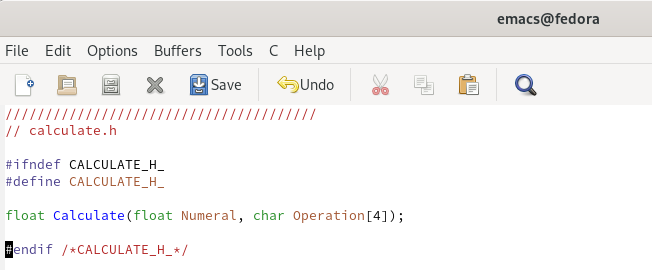 emacs@fedora
File Edit Options Buffers Tools C Help
Save Undo
///////////////////////////////////////
// calculate.h
#ifndef CALCULATE_H_
#define CALCULATE_H_
float Calculate(float Numeral, char Operation[4]);
#endif /*CALCULATE_H_*/